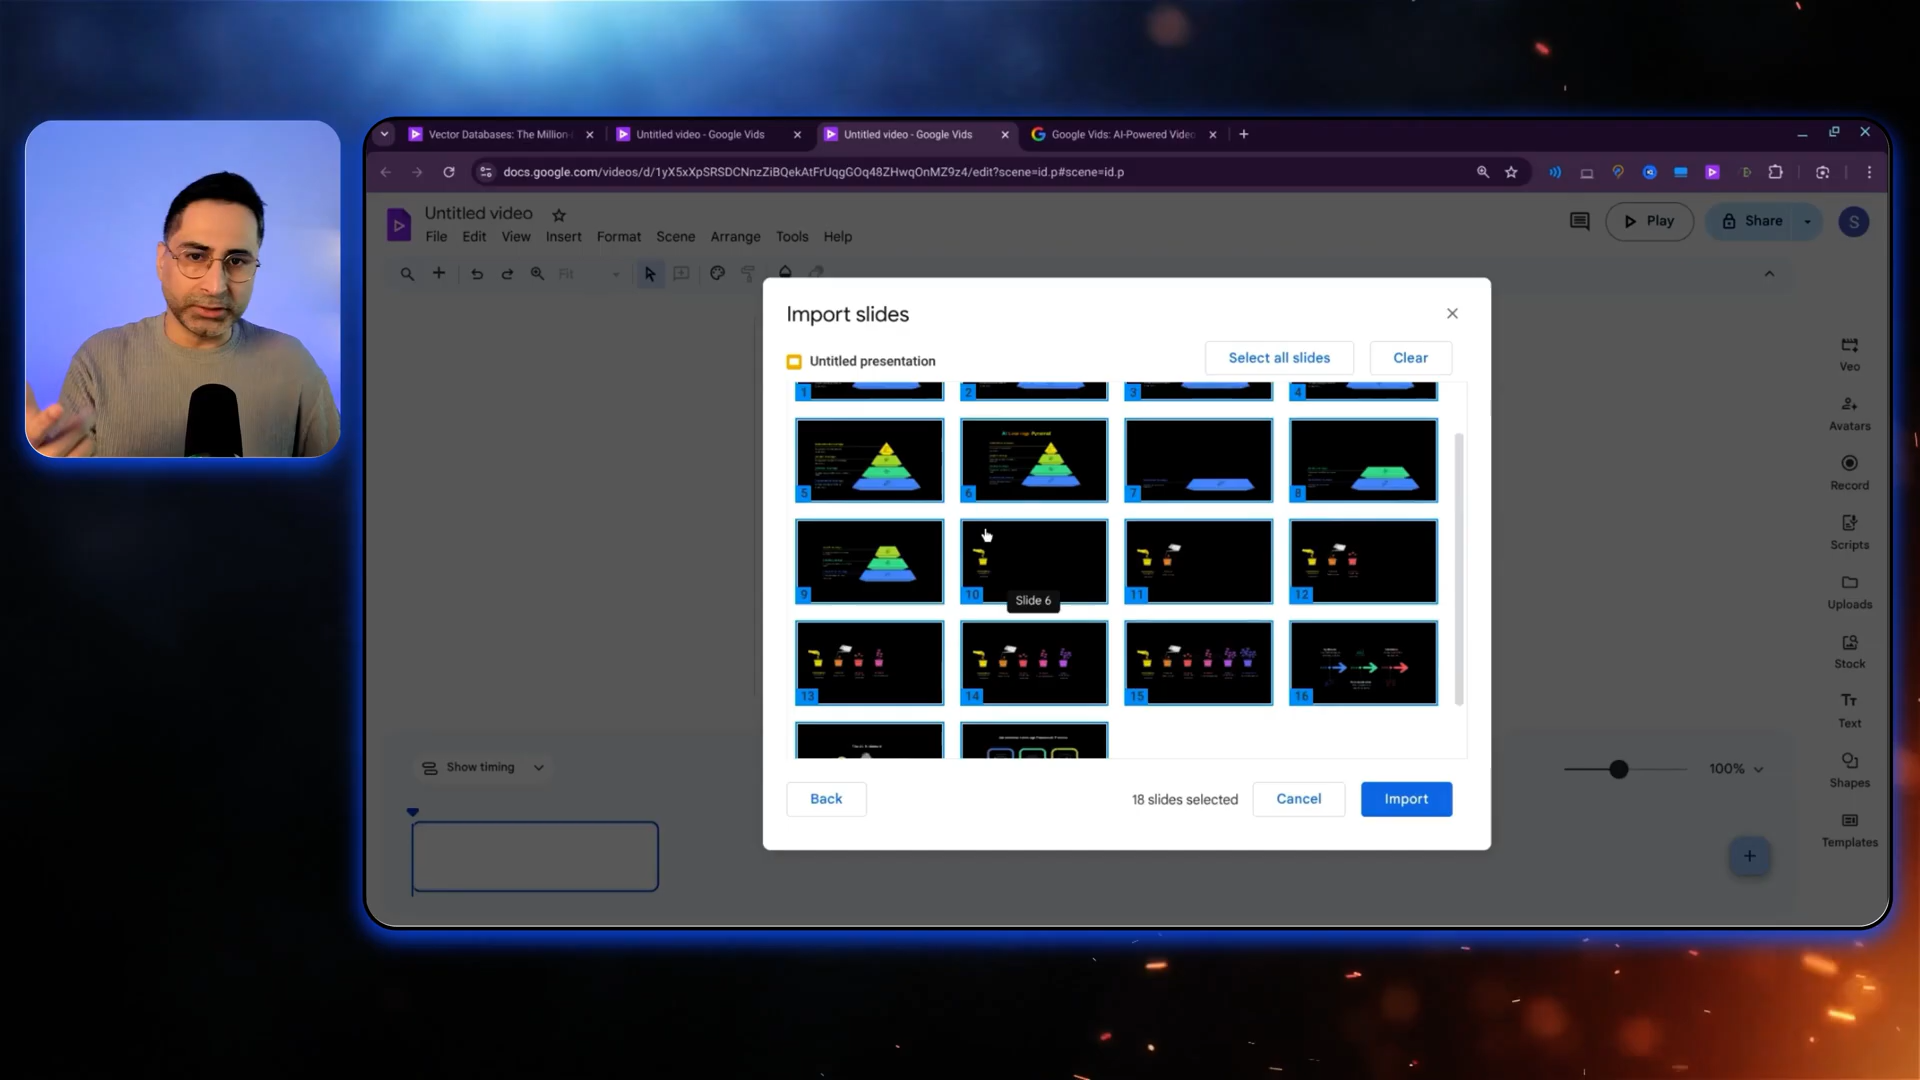 Vector Databases: The Million
Untitled video - Google Vids
Untitled video - Google Vids
Google Vids: AI-Powered Video
docs.google.com/videos/d/1yX5xXpSRSDCNnzZiBQekAtFrUqgGOq48ZHwqOnMZ9z4/edit?scene=id.p#scene=id.p
Untitled video
File Edit View Insert Format Scene Arrange Tools Help
Play
Share
S
Fit
Import slides
Untitled presentation
Select all slides
Clear
1 2 3 4
AI Leverage Pyramid
5 6 7 8
9 10 11 12
Slide 6
13 14 15 16
Back
18 slides selected
Cancel
Import
Show timing
100%
Veo
Avatars
Record
Scripts
Uploads
Stock
Tt
Text
Shapes
Templates